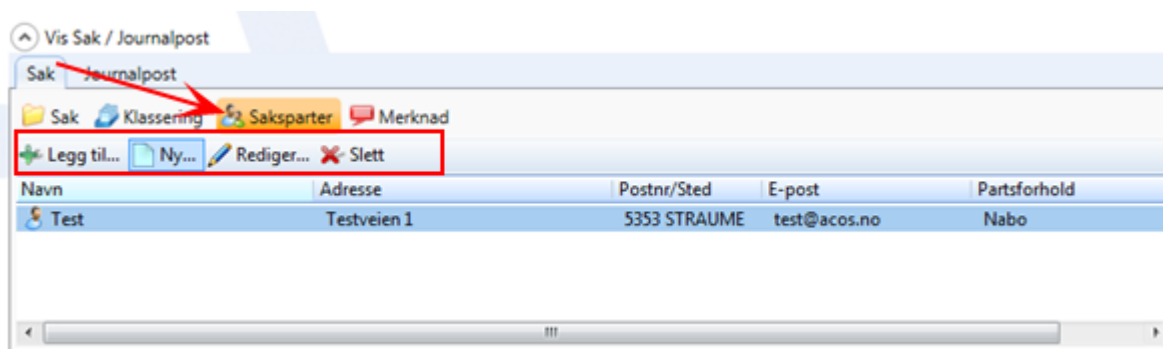 Vis Sak / Journalpost
Sak Journalpost
Sak Klassering Saksparter Merknad
Legg til... Ny... Rediger... Slett
Navn Adresse Postnr/Sted E-post Partsforhold
Test Testveien 1 5353 STRAUME test@acos.no Nabo